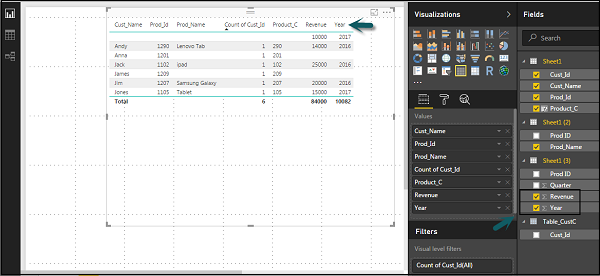 Cust_Name Prod_Id Prod_Name Count of Cust_Id Product_C Revenue Year
10000 2017
Andy 1290 Lenovo Tab 1 290 14000 2016
Anna 1201 1 201
Jack 1102 ipad 1 102 25000 2016
James 1209 1 209
Jim 1207 Samsung Galaxy 1 207 20000 2016
Jones 1105 Tablet 1 105 15000 2017
Total 6 84000 10082
Visualizations
Values
Cust_Name
Prod_Id
Prod_Name
Count of Cust_Id
Product_C
Revenue
Year
Filters
Visual level filters
Count of Cust_Id(All)
Fields
Search
Sheet1
Cust_Id
Cust_Name
Prod_Id
Product_C
Sheet1 (2)
Prod ID
Prod_Name
Sheet1 (3)
Prod ID
Quarter
Revenue
Year
Table_CustC
Cust_Id